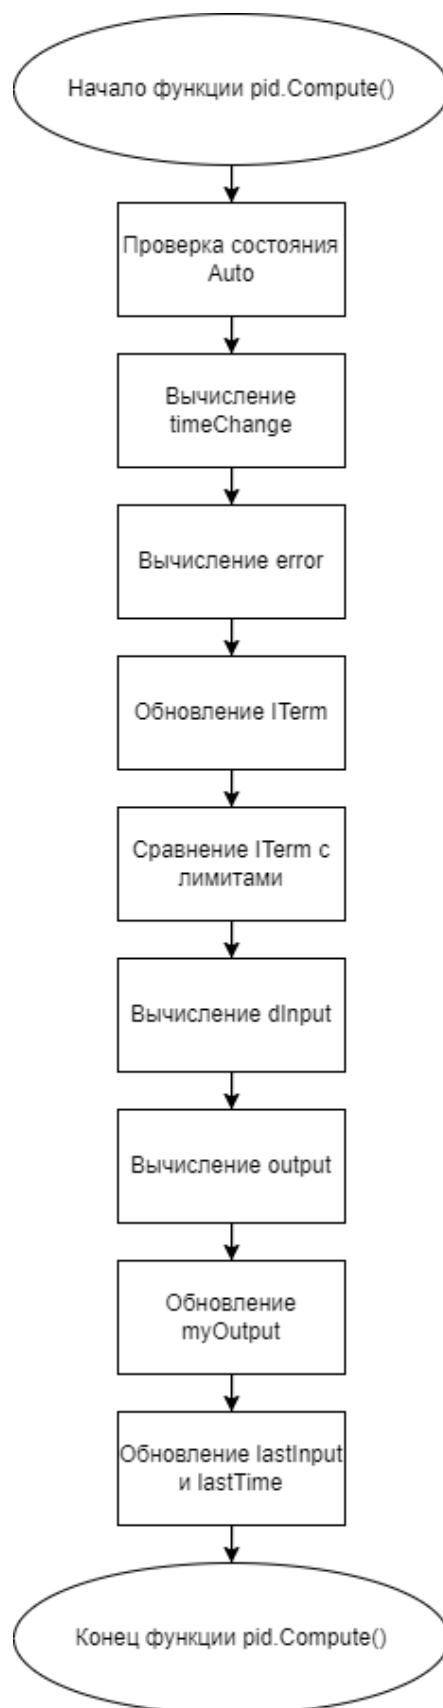 Начало функции pid.Compute()
Проверка состояния
Auto
Вычисление
timeChange
Вычисление error
Обновление ITerm
Сравнение ITerm с
лимитами
Вычисление dInput
Вычисление output
Обновление
myOutput
Обновление lastInput
и lastTime
Конец функции pid.Compute()